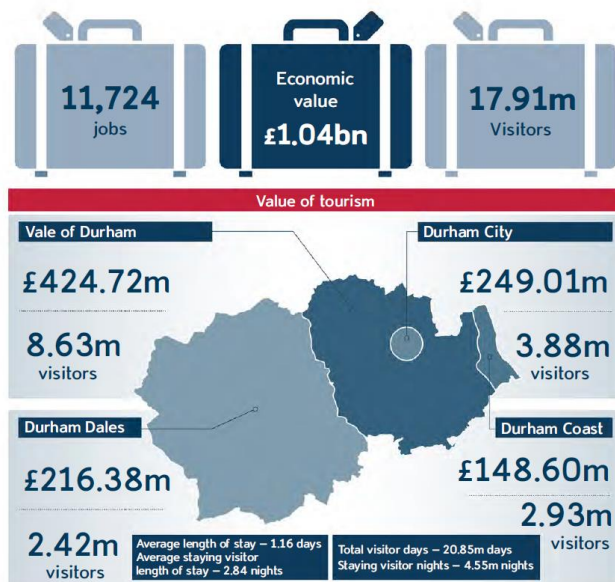 11,724
jobs
Economic
value
£1.04bn
17.91m
Visitors
Value of tourism
Vale of Durham
£424.72m
8.63m
visitors
Durham City
£249.01m
3.88m
visitors
Durham Dales
£216.38m
2.42m
visitors
Durham Coast
£148.60m
2.93m
visitors
Average length of stay – 1.16 days
Average staying visitor
length of stay – 2.84 nights
Total visitor days – 20.85m days
Staying visitor nights – 4.55m nights